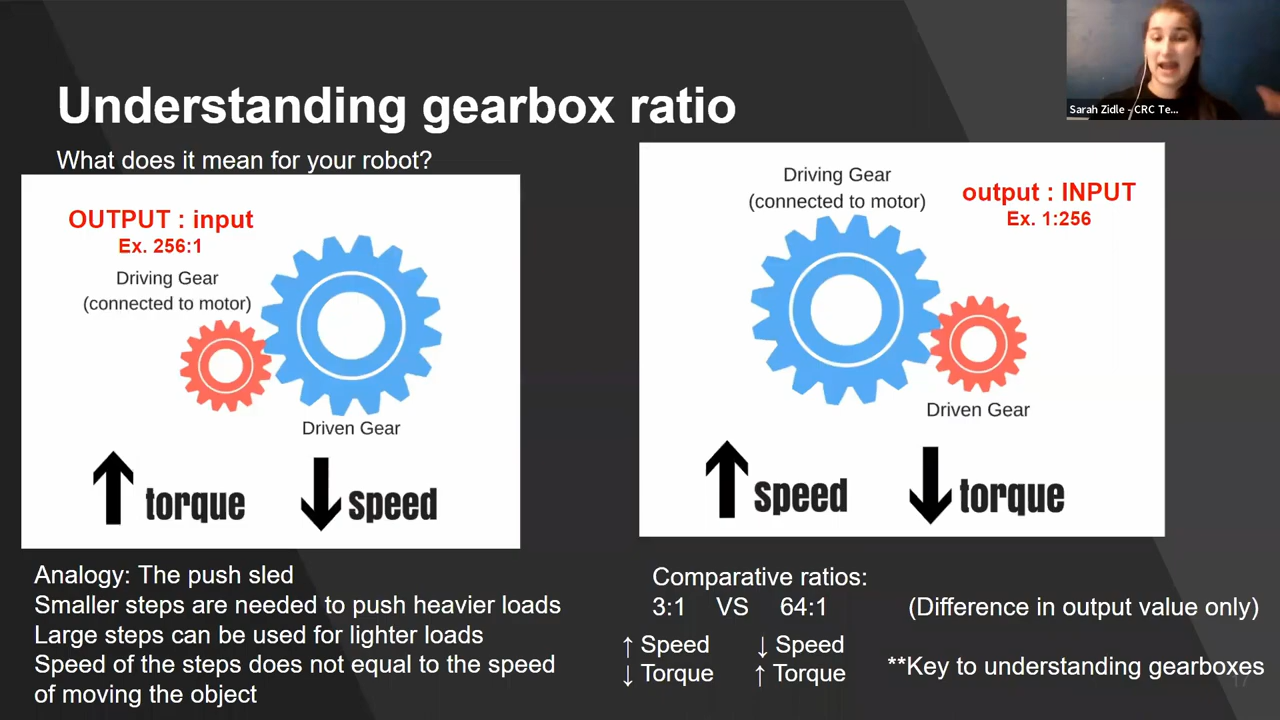 Understanding gearbox ratio
What does it mean for your robot?
OUTPUT : input
Ex. 256:1
Driving Gear
(connected to motor)
Driven Gear
torque
speed
Driving Gear
(connected to motor)
output : INPUT
Ex. 1:256
Driven Gear
speed
torque
Analogy: The push sled
Smaller steps are needed to push heavier loads
Large steps can be used for lighter loads
Speed of the steps does not equal to the speed
of moving the object
Comparative ratios:
3:1 VS 64:1 (Difference in output value only)
↑ Speed ↓ Speed
↓ Torque ↑ Torque
**Key to understanding gearboxes
17
Sarah Zidle - CRC Te...